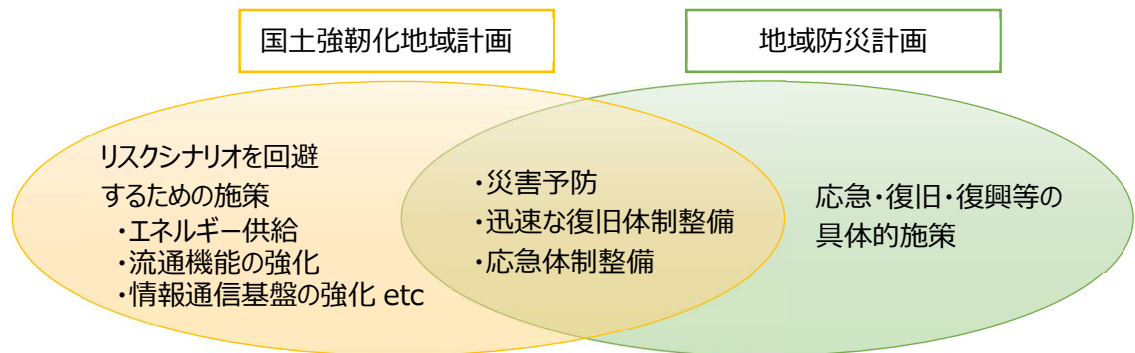 国土強靭化地域計画
地域防災計画
リスクシナリオを回避
するための施策
・エネルギー供給
・流通機能の強化
・情報通信基盤の強化 etc
・災害予防
・迅速な復旧体制整備
・応急体制整備
応急・復旧・復興等の
具体的施策